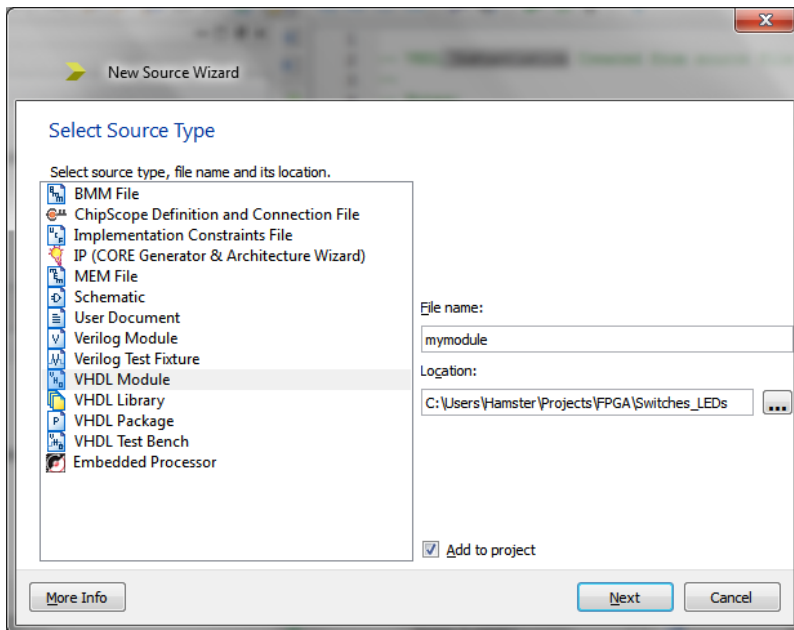 New Source Wizard
Select Source Type
Select source type, file name and its location.
BMM File
ChipScope Definition and Connection File
Implementation Constraints File
IP (CORE Generator & Architecture Wizard)
MEM File
Schematic
User Document
Verilog Module
Verilog Test Fixture
VHDL Module
VHDL Library
VHDL Package
VHDL Test Bench
Embedded Processor
File name:
mymodule
Location:
C:\Users\Hamster\Projects\FPGA\Switches_LEDs
...
Add to project
More Info
Next
Cancel